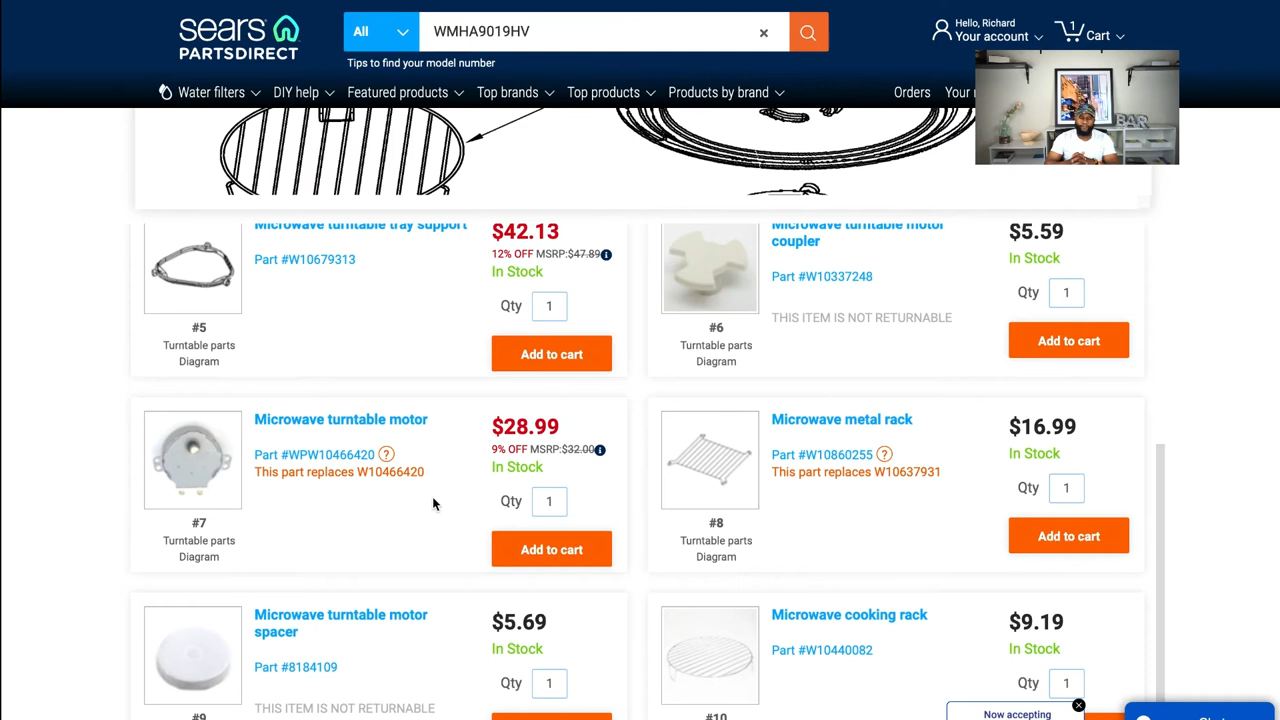 sears
PARTSDIRECT
All
WMHA9019HV
Tips to find your model number
Hello, Richard
Your account
1
Cart
Water filters
DIY help
Featured products
Top brands
Top products
Products by brand
Orders
BAR
Microwave turntable tray support
Part #W10679313
$42.13
12% OFF MSRP:$47.89
In Stock
Qty 1
Add to cart
#5
Turntable parts
Diagram
Microwave turntable motor
coupler
Part #W10337248
THIS ITEM IS NOT RETURNABLE
$5.59
In Stock
Qty 1
Add to cart
#6
Turntable parts
Diagram
Microwave turntable motor
Part #WPW10466420 ?
This part replaces W10466420
$28.99
9% OFF MSRP:$32.00
In Stock
Qty 1
Add to cart
#7
Turntable parts
Diagram
Microwave metal rack
Part #W10860255 ?
This part replaces W10637931
$16.99
In Stock
Qty 1
Add to cart
#8
Turntable parts
Diagram
Microwave turntable motor
spacer
Part #8184109
THIS ITEM IS NOT RETURNABLE
$5.69
In Stock
Qty 1
#9
Microwave cooking rack
Part #W10440082
$9.19
In Stock
Qty 1
#10
Now accepting